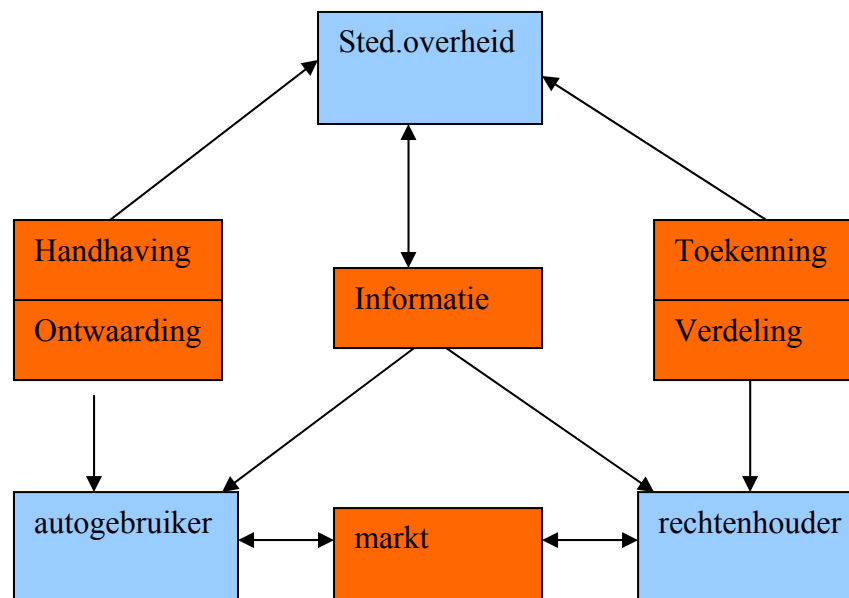 Sted.overheid
Handhaving
Ontwaarding
Informatie
Toekenning
Verdeling
autogebruiker
markt
rechtenhouder